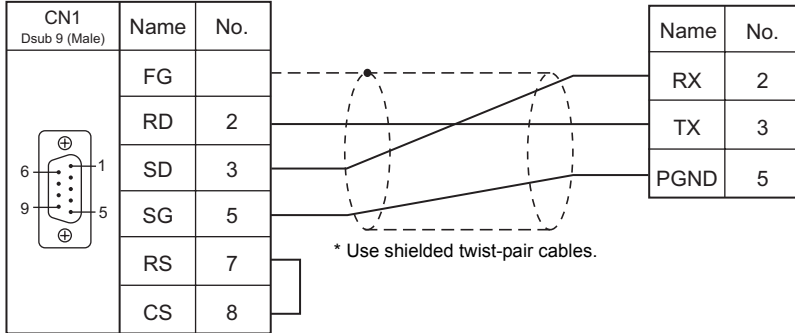 CN1
Dsub 9 (Male)
Name No.
FG
RD 2
SD 3
SG 5
RS 7
CS 8
6
1
9
5
* Use shielded twist-pair cables.
Name No.
RX 2
TX 3
PGND 5